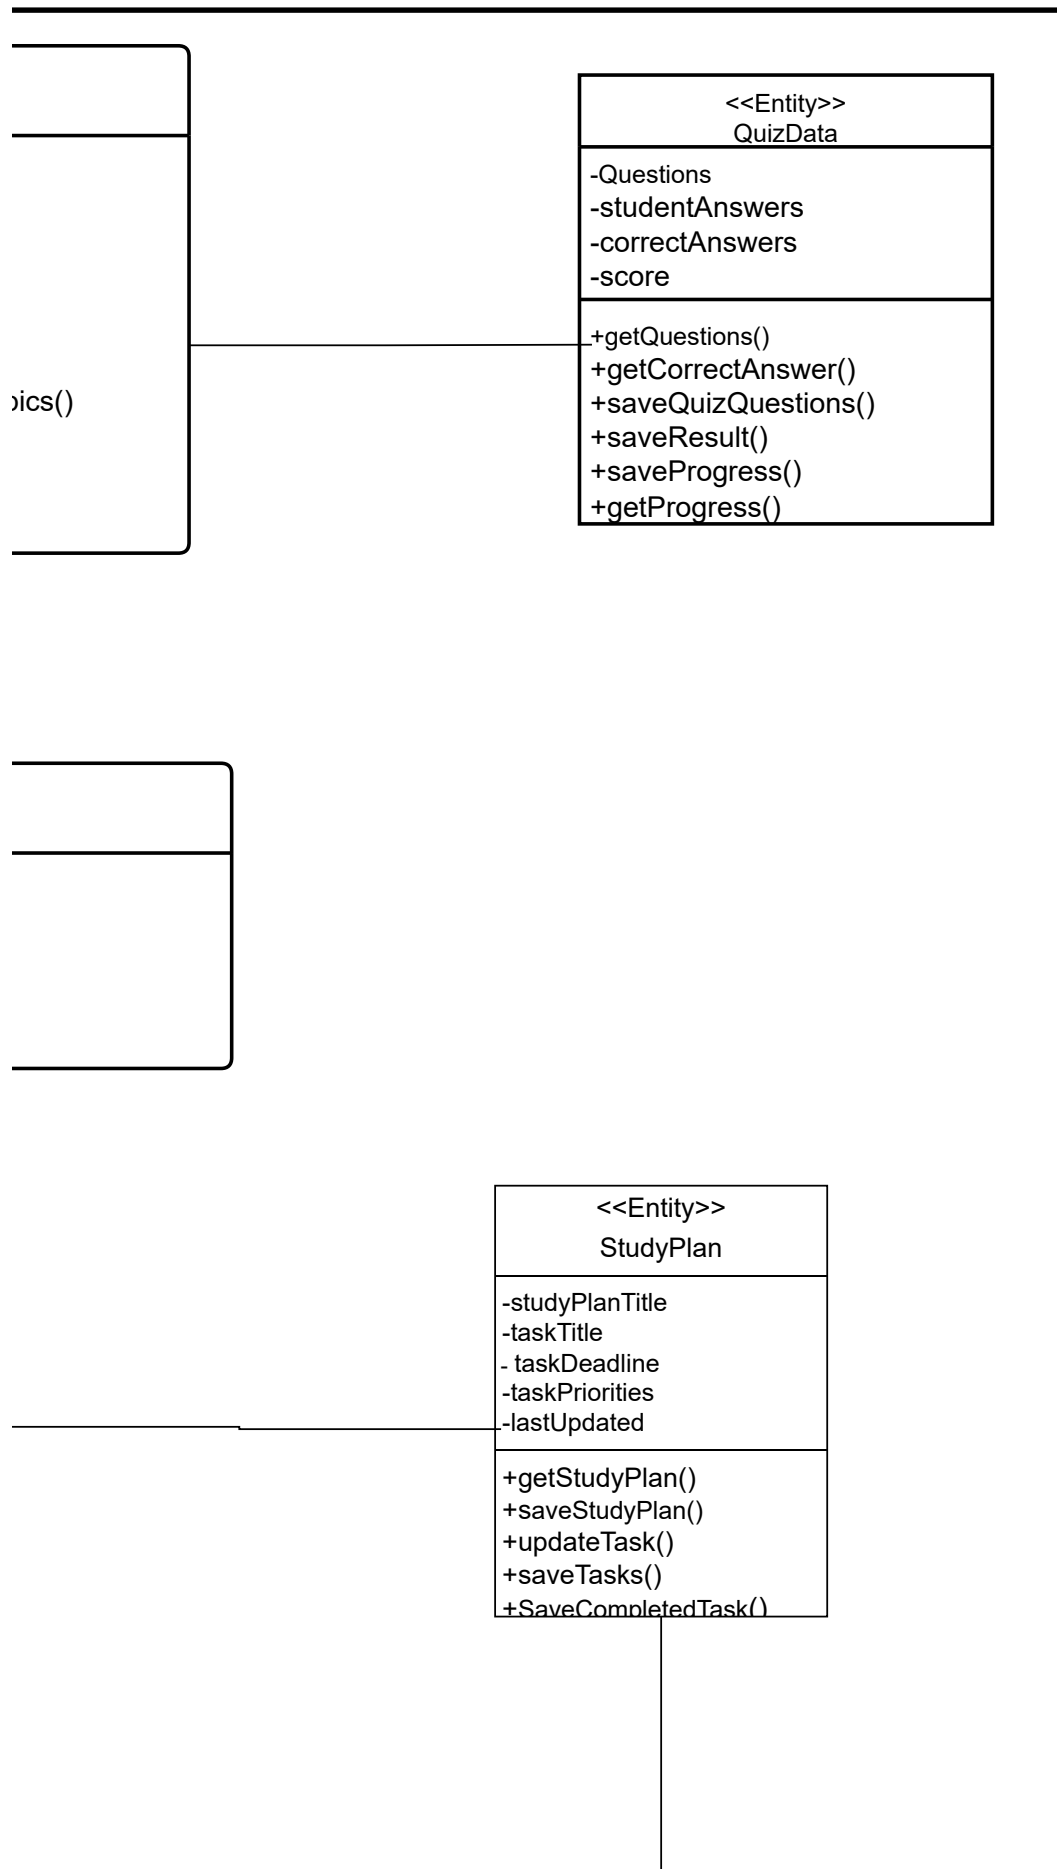 <<Entity>>
QuizData
-Questions
-studentAnswers
-correctAnswers
-score
+getQuestions()
+getCorrectAnswer()
+saveQuizQuestions()
+saveResult()
+saveProgress()
+getProgress()
<<Entity>>
StudyPlan
-studyPlanTitle
-taskTitle
- taskDeadline
-taskPriorities
-lastUpdated
+getStudyPlan()
+saveStudyPlan()
+updateTask()
+saveTasks()
+SaveCompletedTask()